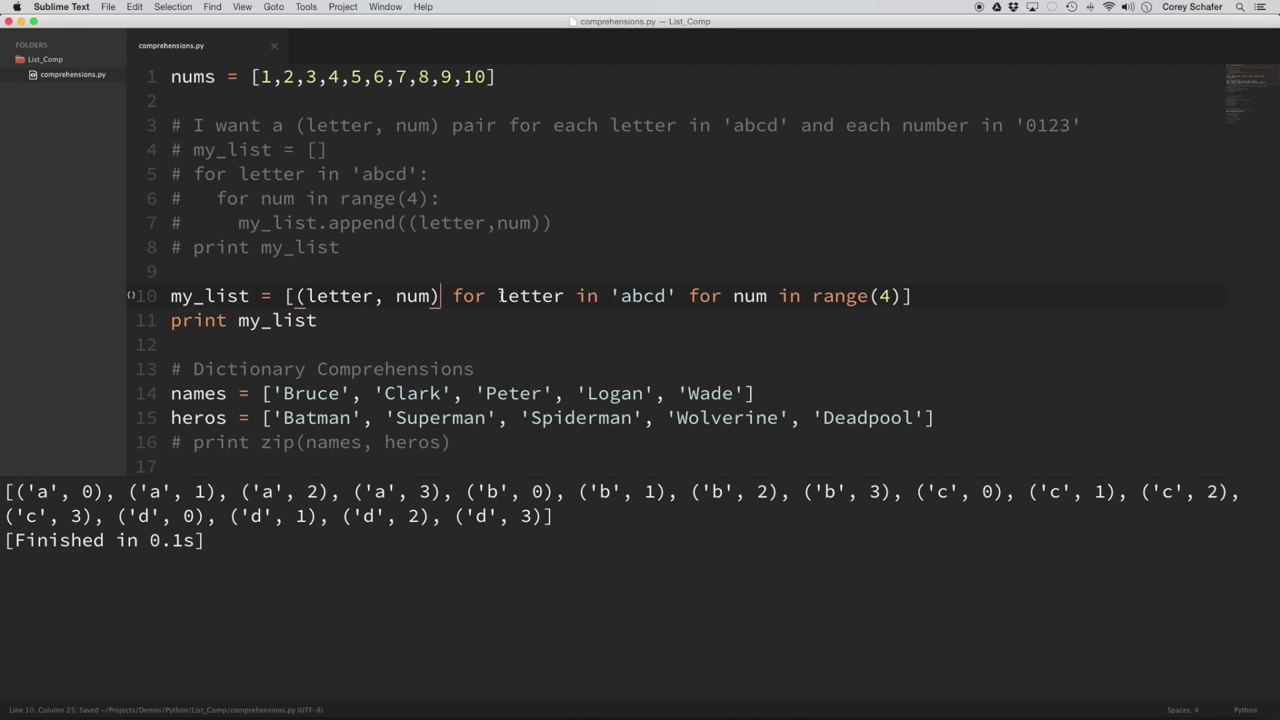 Sublime Text File Edit Selection Find View Goto Tools Project Window Help Corey Schafer
comprehensions.py — List_Comp
FOLDERS
List_Comp
comprehensions.py
comprehensions.py
1 nums = [1,2,3,4,5,6,7,8,9,10]
2
3 # I want a (letter, num) pair for each letter in 'abcd' and each number in '0123'
4 # my_list = []
5 # for letter in 'abcd':
6 #   for num in range(4):
7 #     my_list.append((letter,num))
8 # print my_list
9
10 my_list = [(letter, num) for letter in 'abcd' for num in range(4)]
11 print my_list
12
13 # Dictionary Comprehensions
14 names = ['Bruce', 'Clark', 'Peter', 'Logan', 'Wade']
15 heros = ['Batman', 'Superman', 'Spiderman', 'Wolverine', 'Deadpool']
16 # print zip(names, heros)
17
[('a', 0), ('a', 1), ('a', 2), ('a', 3), ('b', 0), ('b', 1), ('b', 2), ('b', 3), ('c', 0), ('c', 1), ('c', 2),
('c', 3), ('d', 0), ('d', 1), ('d', 2), ('d', 3)]
[Finished in 0.1s]
Line 10, Column 25; Saved ~/Projects/Demos/Python/List_Comp/comprehensions.py (UTF-8) Spaces: 4 Python